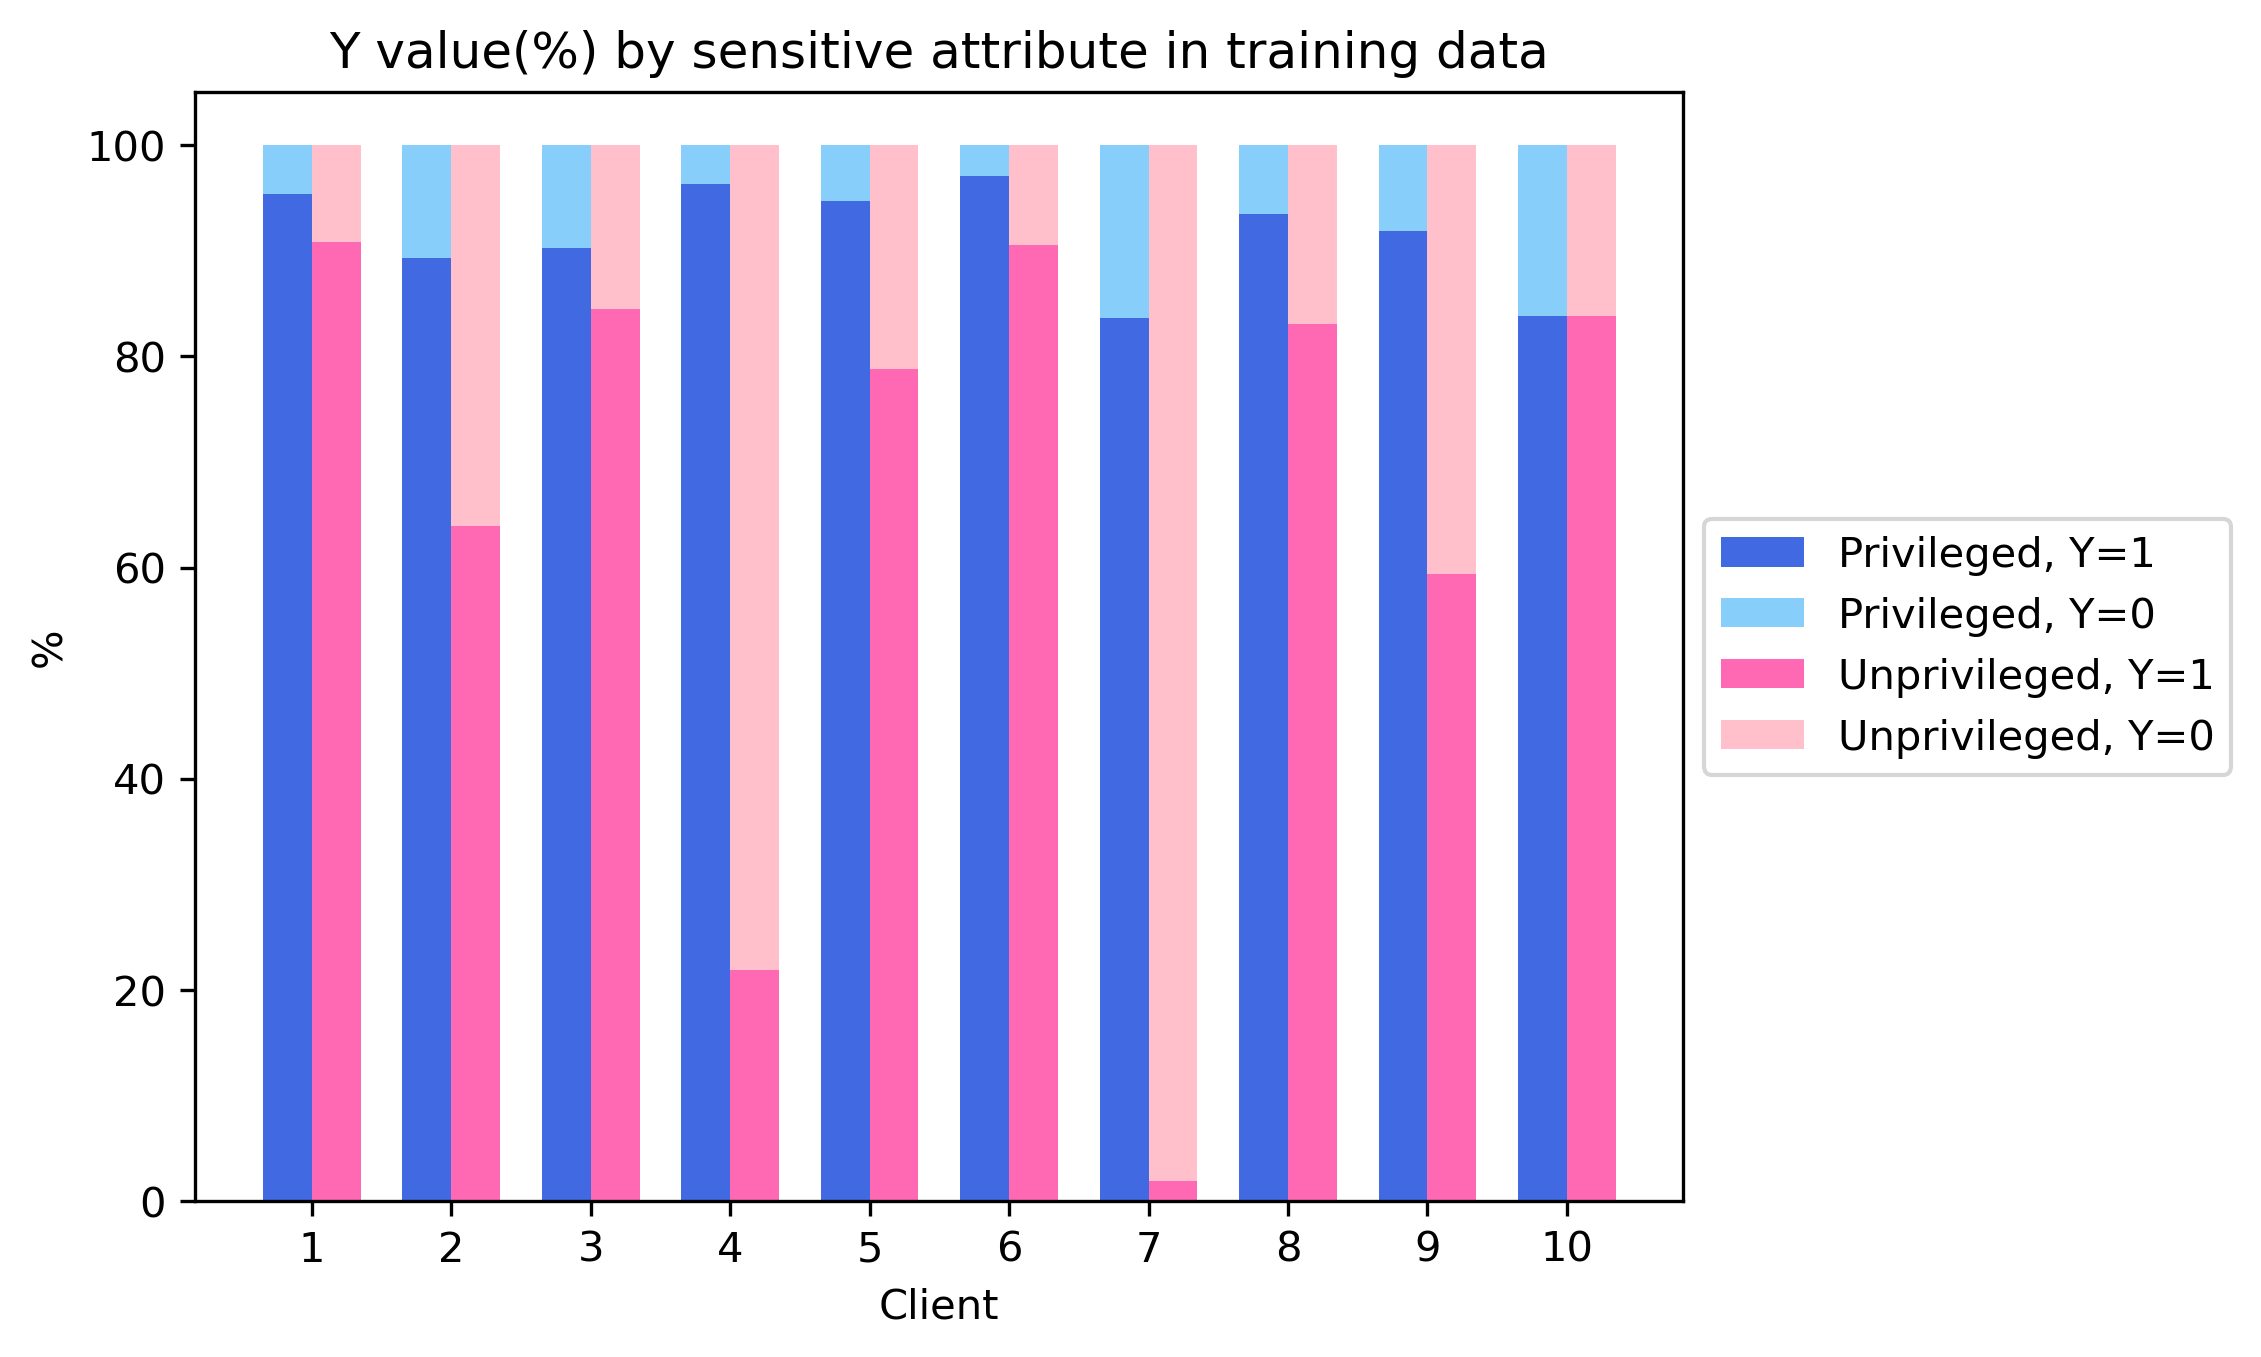 Y value(%) by sensitive attribute in training data
100
80
60
40
20
0
%
1 2 3 4 5 6 7 8 9 10
Client
Privileged, Y=1
Privileged, Y=0
Unprivileged, Y=1
Unprivileged, Y=0